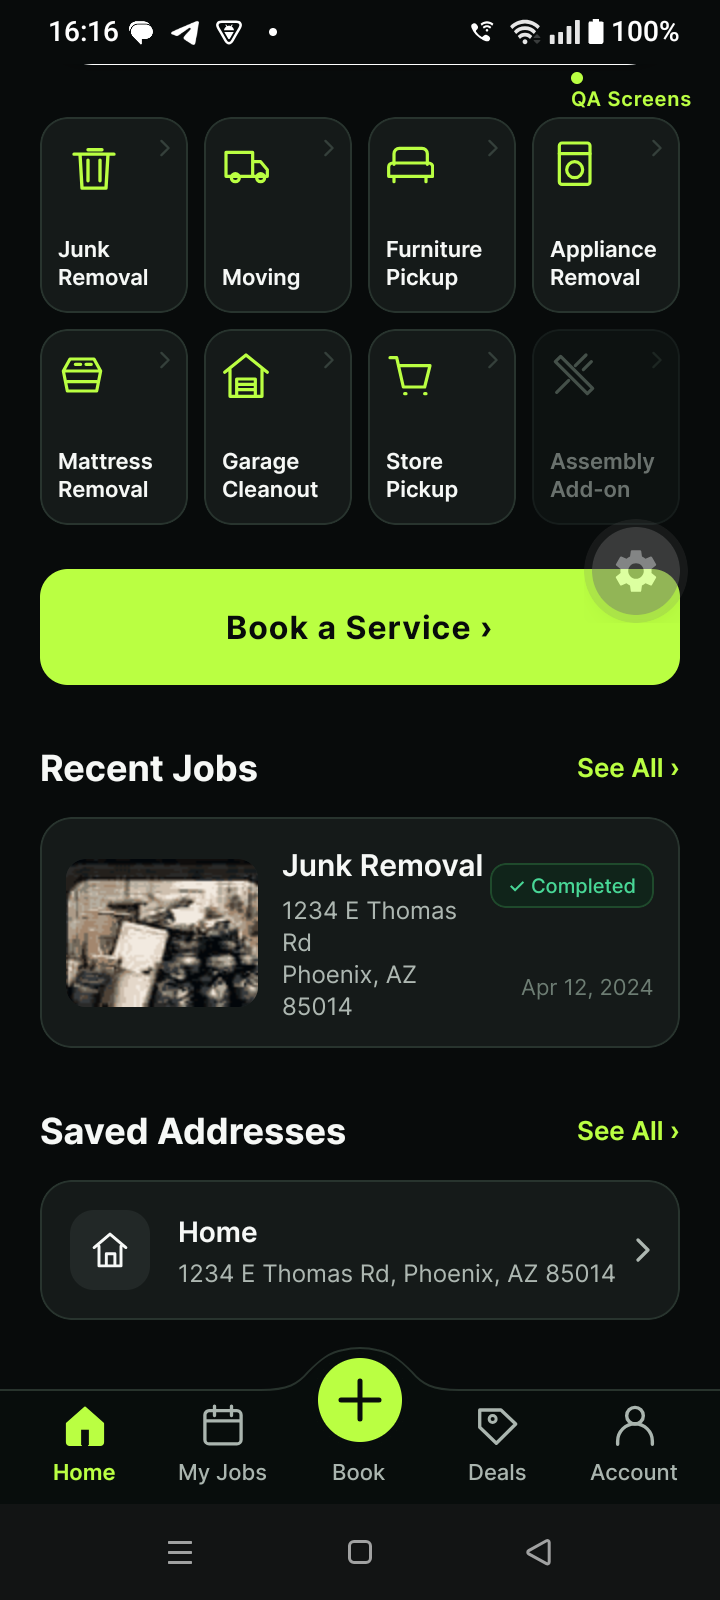 16:16
100%
QA Screens
Junk
Removal
Moving
Furniture
Pickup
Appliance
Removal
Mattress
Removal
Garage
Cleanout
Store
Pickup
Assembly
Add-on
Book a Service ›
Recent Jobs
See All ›
Junk Removal
✓ Completed
1234 E Thomas
Rd
Phoenix, AZ
85014
Apr 12, 2024
Saved Addresses
See All ›
Home
1234 E Thomas Rd, Phoenix, AZ 85014
Home
My Jobs
Book
Deals
Account